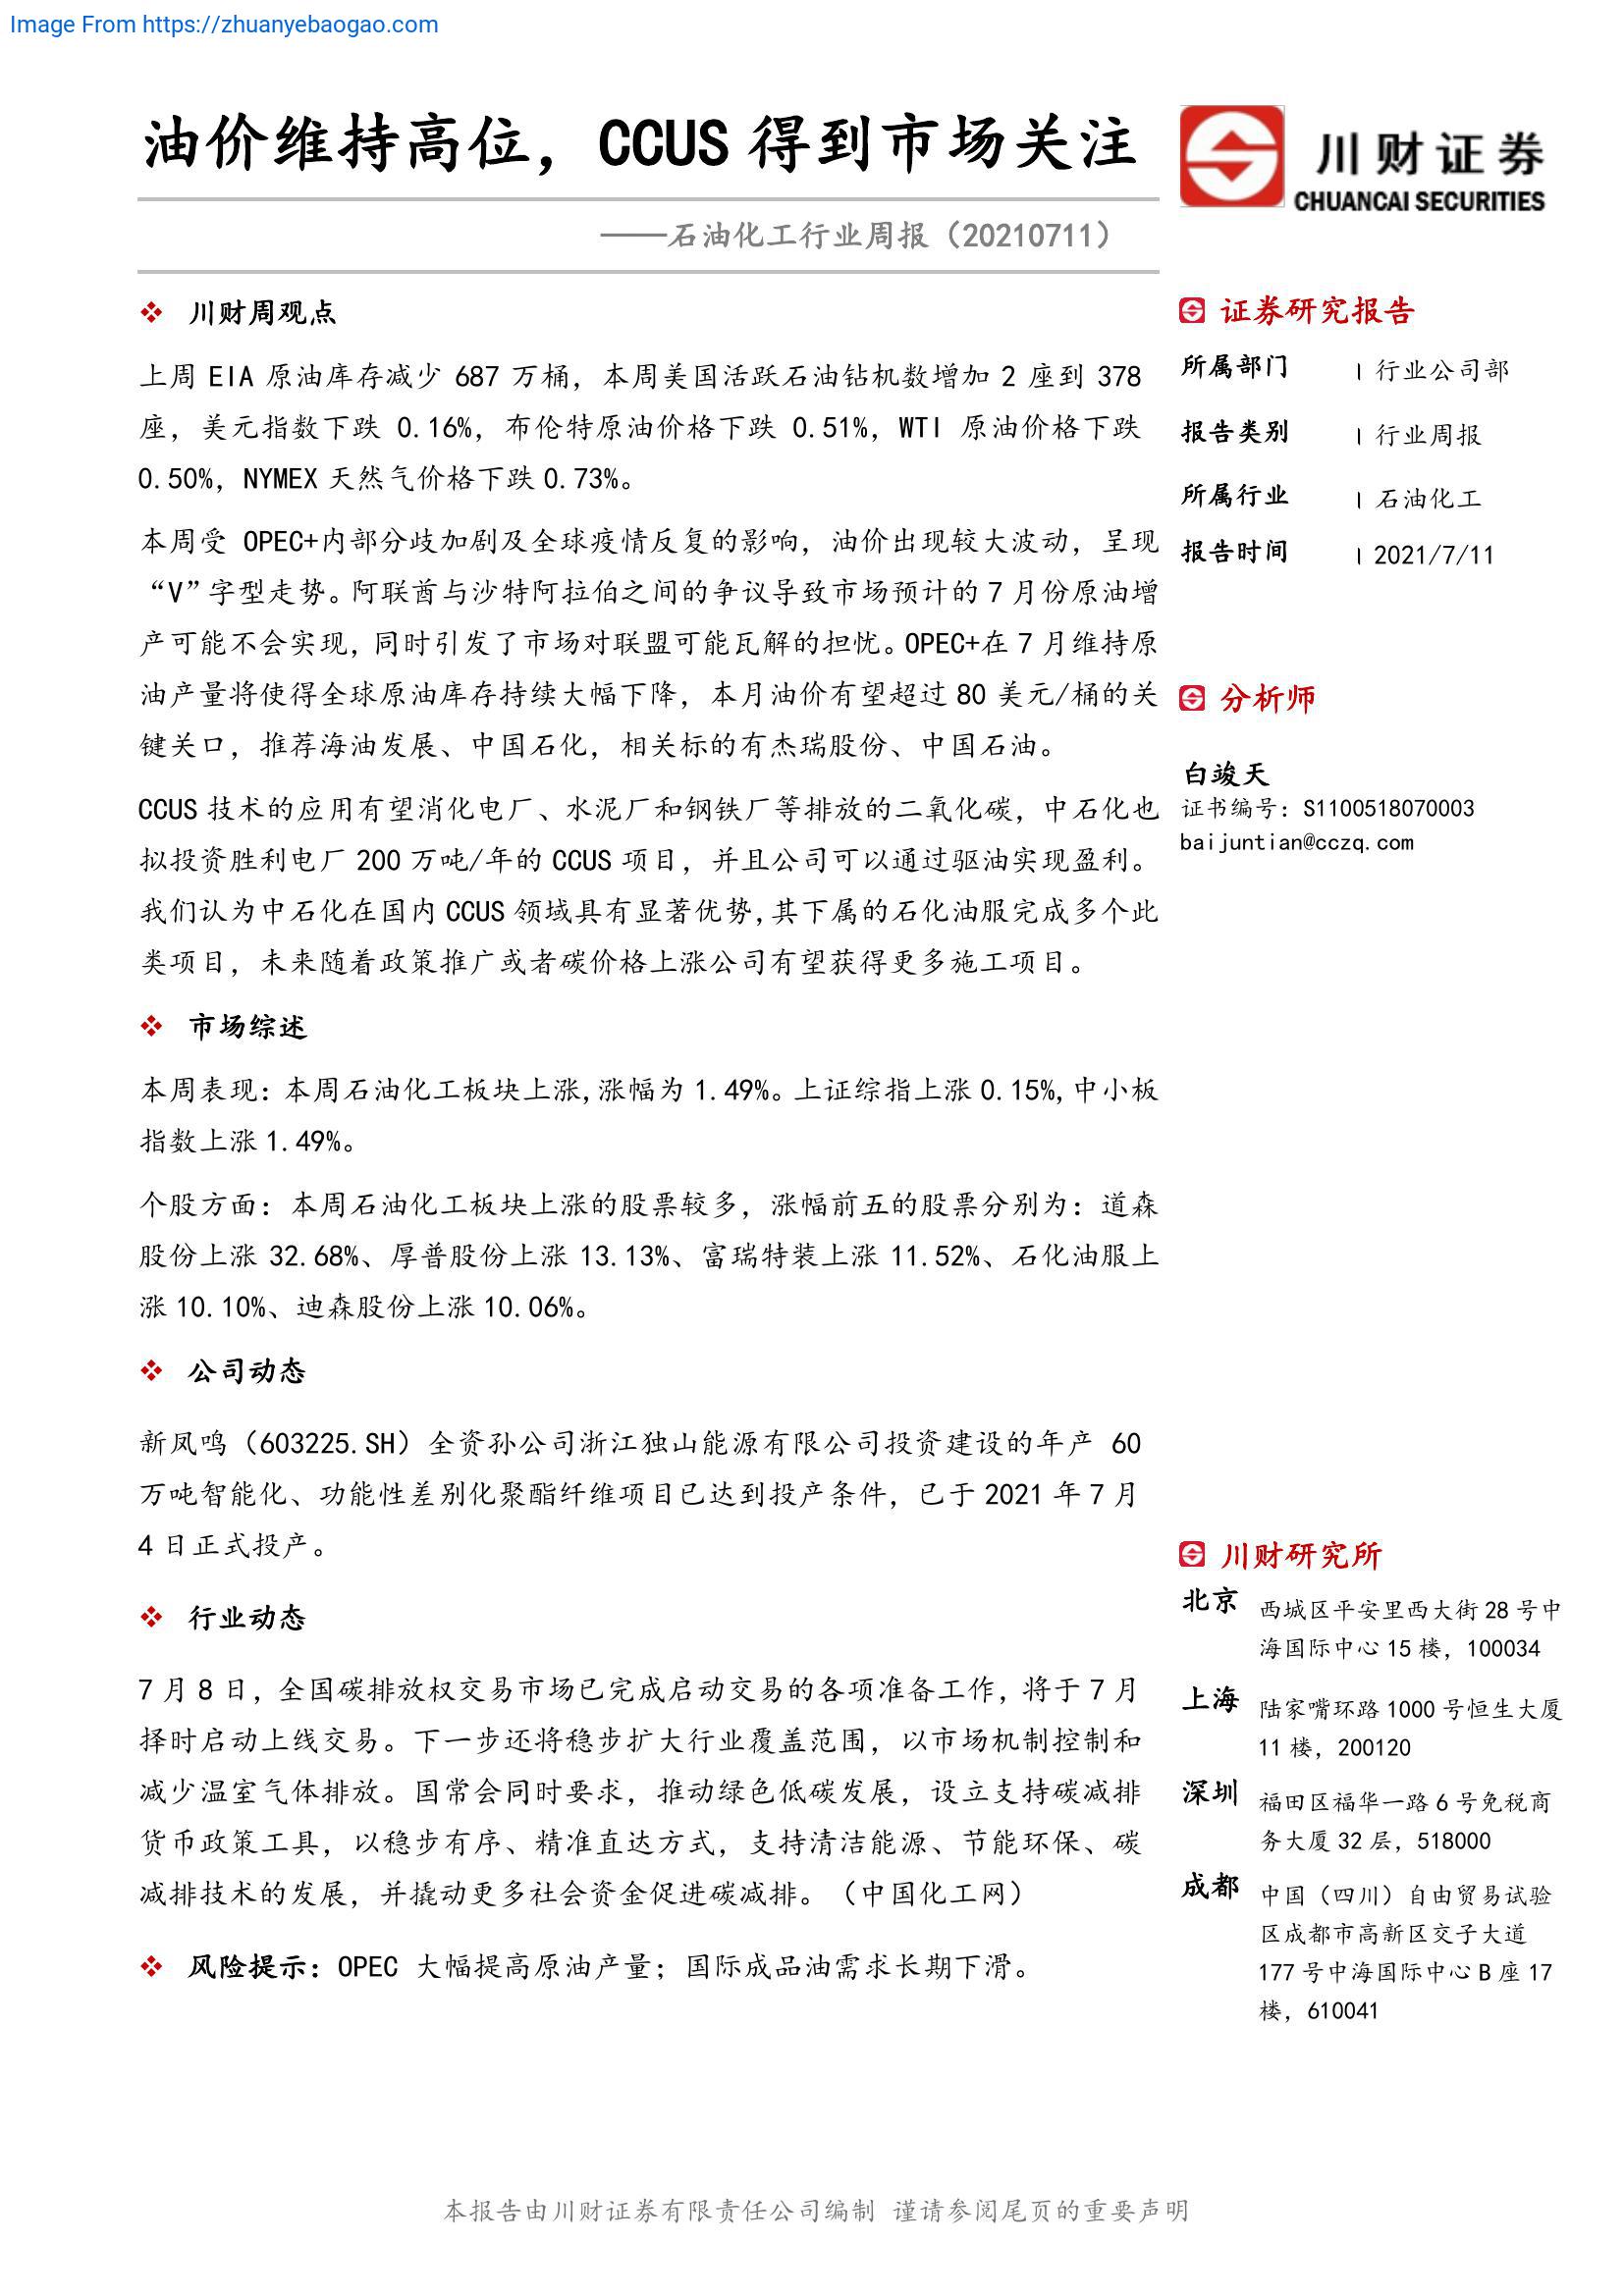 Image From https://zhuanyebaogao.com
油价维持高位，CCUS 得到市场关注
——石油化工行业周报（20210711）
川财证券
CHUANCAI SECURITIES
川财周观点
上周 EIA 原油库存减少 687 万桶，本周美国活跃石油钻机数增加 2 座到 378
座，美元指数下跌 0.16%，布伦特原油价格下跌 0.51%，WTI 原油价格下跌
0.50%，NYMEX 天然气价格下跌 0.73%。
本周受 OPEC+内部分歧加剧及全球疫情反复的影响，油价出现较大波动，呈现
“V”字型走势。阿联酋与沙特阿拉伯之间的争议导致市场预计的 7 月份原油增
产可能不会实现，同时引发了市场对联盟可能瓦解的担忧。OPEC+在 7 月维持原
油产量将使得全球原油库存持续大幅下降，本月油价有望超过 80 美元/桶的关
键关口，推荐海油发展、中国石化，相关标的有杰瑞股份、中国石油。
CCUS 技术的应用有望消化电厂、水泥厂和钢铁厂等排放的二氧化碳，中石化也
拟投资胜利电厂 200 万吨/年的 CCUS 项目，并且公司可以通过驱油实现盈利。
我们认为中石化在国内 CCUS 领域具有显著优势，其下属的石化油服完成多个此
类项目，未来随着政策推广或者碳价格上涨公司有望获得更多施工项目。
市场综述
本周表现：本周石油化工板块上涨，涨幅为 1.49%。上证综指上涨 0.15%，中小板
指数上涨 1.49%。
个股方面：本周石油化工板块上涨的股票较多，涨幅前五的股票分别为：道森
股份上涨 32.68%、厚普股份上涨 13.13%、富瑞特装上涨 11.52%、石化油服上
涨 10.10%、迪森股份上涨 10.06%。
公司动态
新凤鸣（603225.SH）全资孙公司浙江独山能源有限公司投资建设的年产 60
万吨智能化、功能性差别化聚酯纤维项目已达到投产条件，已于 2021 年 7 月
4 日正式投产。
行业动态
7 月 8 日，全国碳排放权交易市场已完成启动交易的各项准备工作，将于 7 月
择时启动上线交易。下一步还将稳步扩大行业覆盖范围，以市场机制控制和
减少温室气体排放。国常会同时要求，推动绿色低碳发展，设立支持碳减排
货币政策工具，以稳步有序、精准直达方式，支持清洁能源、节能环保、碳
减排技术的发展，并撬动更多社会资金促进碳减排。（中国化工网）
风险提示：OPEC 大幅提高原油产量；国际成品油需求长期下滑。
证券研究报告
所属部门 | 行业公司部
报告类别 | 行业周报
所属行业 | 石油化工
报告时间 | 2021/7/11
分析师
白竣天
证书编号：S1100518070003
baijuntian@cczq.com
川财研究所
北京 西城区平安里西大街 28 号中
海国际中心 15 楼，100034
上海 陆家嘴环路 1000 号恒生大厦
11 楼，200120
深圳 福田区福华一路 6 号免税商
务大厦 32 层，518000
成都 中国（四川）自由贸易试验
区成都市高新区交子大道
177 号中海国际中心 B 座 17
楼，610041
本报告由川财证券有限责任公司编制 谨请参阅尾页的重要声明